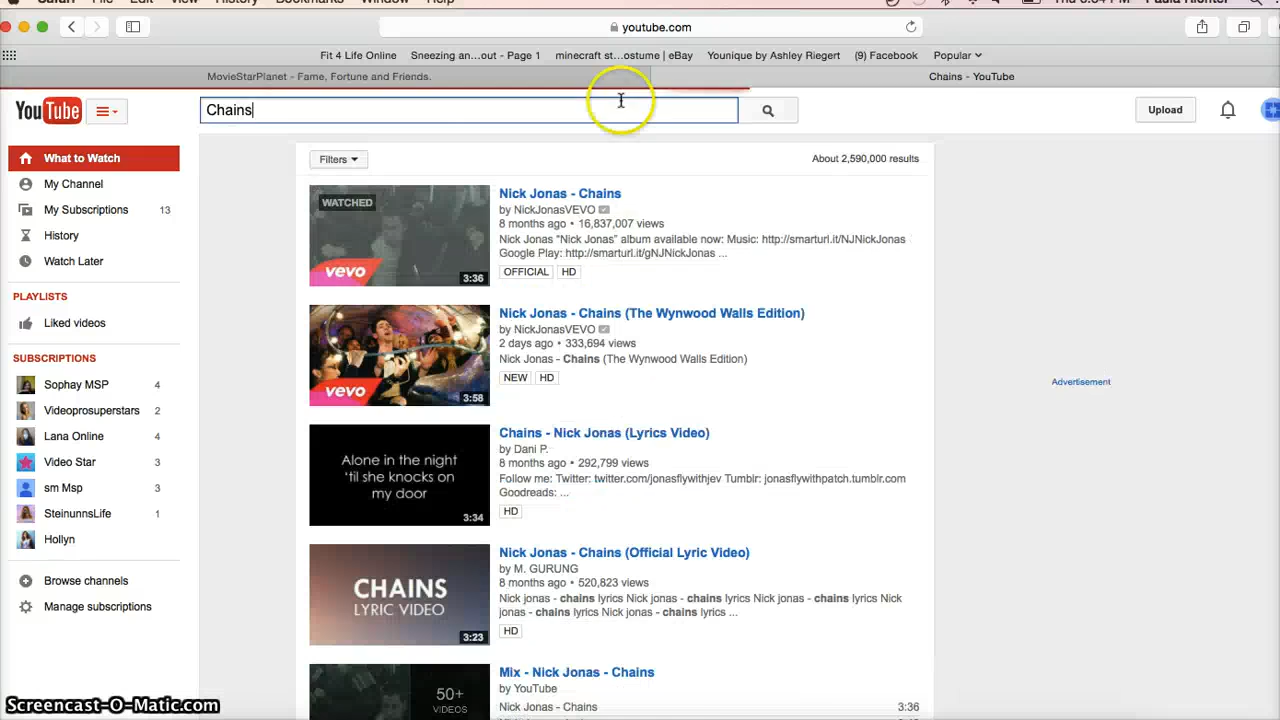 Safari File Edit View History Bookmarks Window Help
youtube.com
Fit 4 Life Online Sneezing an...out - Page 1 minecraft st...ostume | eBay Younique by Ashley Riegert (9) Facebook Popular
MovieStarPlanet - Fame, Fortune and Friends. Chains - YouTube
YouTube Chains Upload
Filters About 2,590,000 results
What to Watch
My Channel
My Subscriptions 13
History
Watch Later
PLAYLISTS
Liked videos
SUBSCRIPTIONS
Sophay MSP 4
Videoprosuperstars 2
Lana Online 4
Video Star 3
sm Msp 3
SteinunnsLife 1
Hollyn
Browse channels
Manage subscriptions
WATCHED
vevo 3:36
Nick Jonas - Chains
by NickJonasVEVO
8 months ago • 16,837,007 views
Nick Jonas "Nick Jonas" album available now: Music: http://smarturl.it/NJNickJonas
Google Play: http://smarturl.it/gNJNickJonas ...
OFFICIAL HD
vevo 3:58
Nick Jonas - Chains (The Wynwood Walls Edition)
by NickJonasVEVO
2 days ago • 333,694 views
Nick Jonas - Chains (The Wynwood Walls Edition)
NEW HD
Advertisement
Alone in the night
'til she knocks on
my door
3:34
Chains - Nick Jonas (Lyrics Video)
by Dani P.
8 months ago • 292,799 views
Follow me: Twitter: twitter.com/jonasflywithjev Tumblr: jonasflywithpatch.tumblr.com
Goodreads: ...
HD
CHAINS
LYRIC VIDEO
3:23
Nick Jonas - Chains (Official Lyric Video)
by M. GURUNG
8 months ago • 520,823 views
Nick jonas - chains lyrics Nick jonas - chains lyrics Nick jonas - chains lyrics Nick
jonas - chains lyrics Nick jonas - chains lyrics ...
HD
50+
VIDEOS
Mix - Nick Jonas - Chains
by YouTube
Nick Jonas - Chains 3:36
Screencast-O-Matic.com